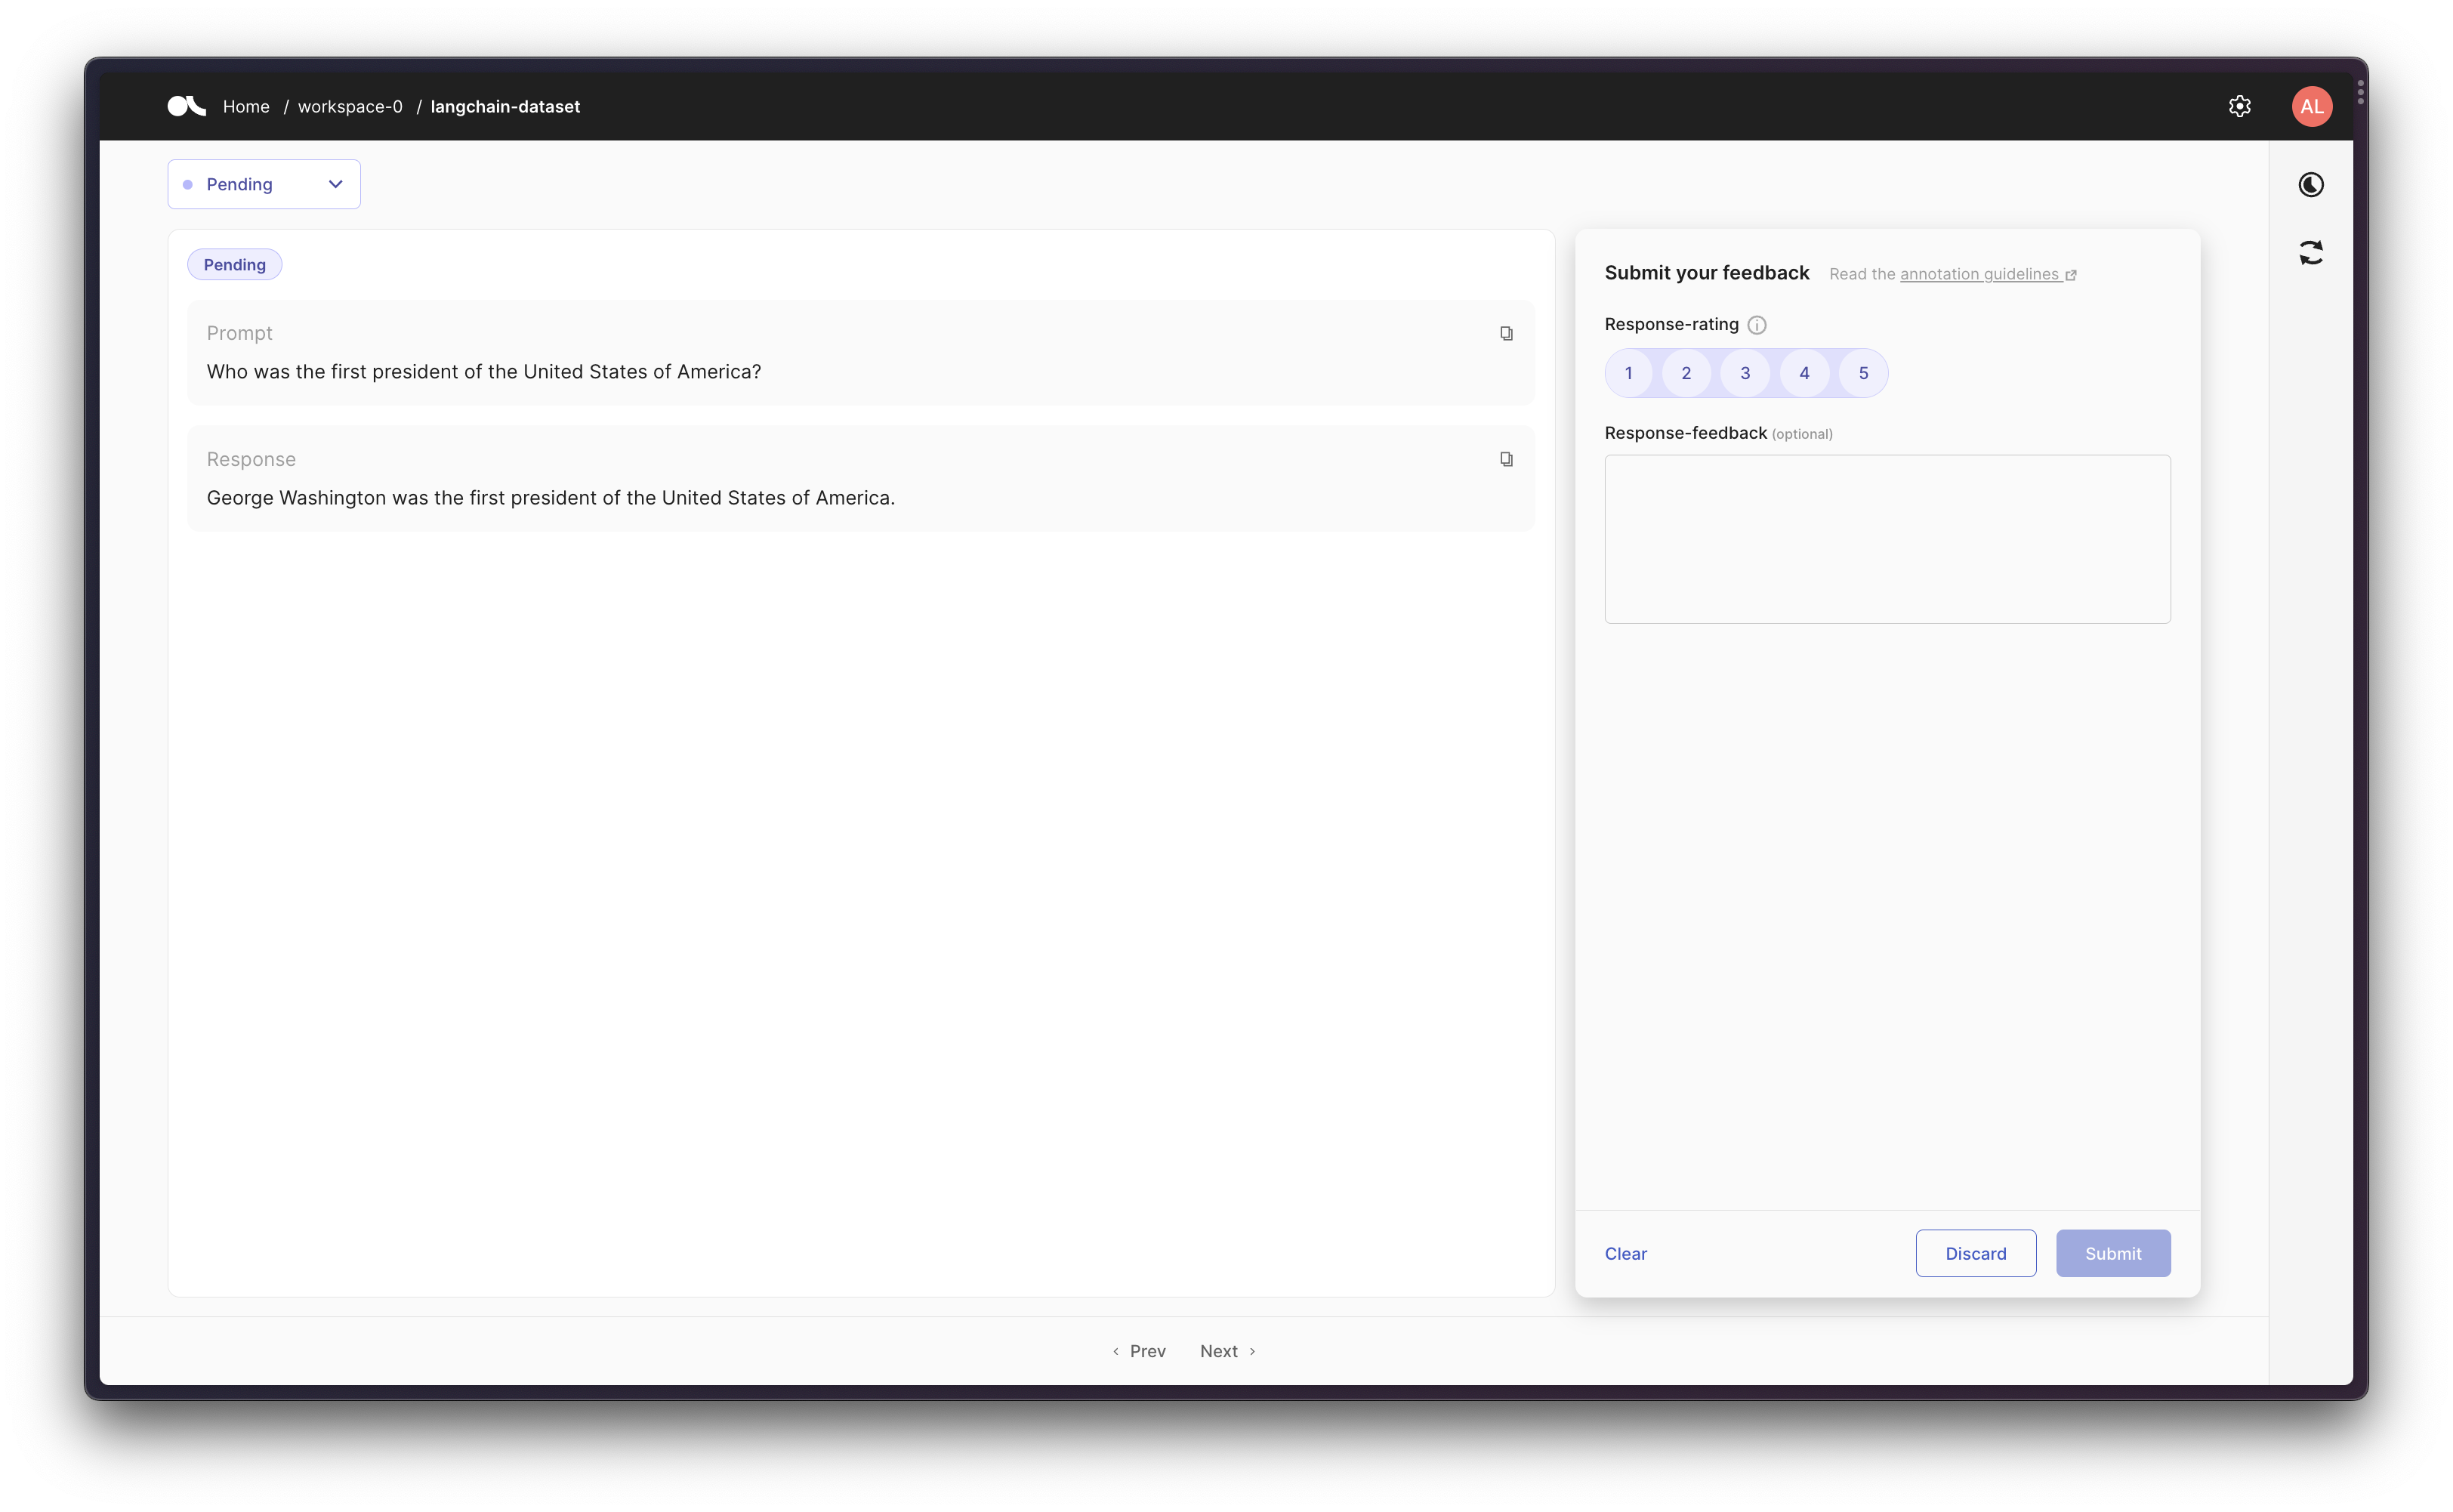 Home / workspace-0 / langchain-dataset
AL
Pending
Pending
Prompt
Who was the first president of the United States of America?
Response
George Washington was the first president of the United States of America.
Submit your feedback Read the annotation guidelines
Response-rating
1 2 3 4 5
Response-feedback (optional)
Clear Discard Submit
‹ Prev Next ›